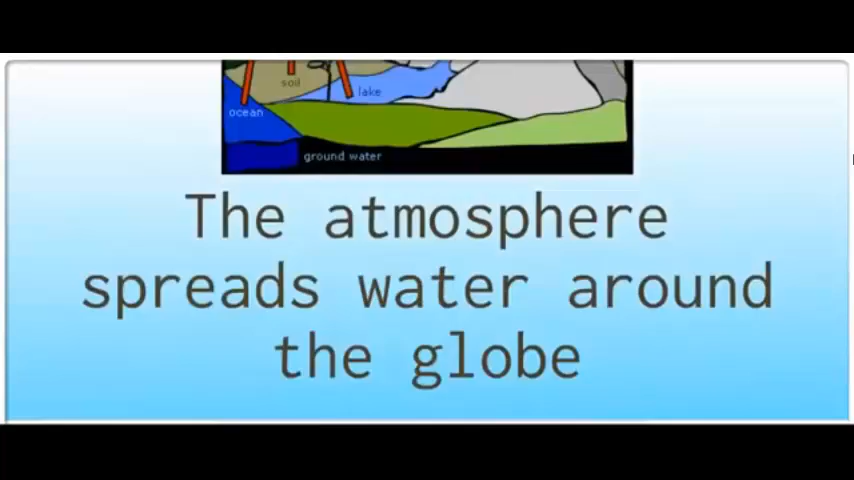 soil
lake
ocean
ground water
The atmosphere
spreads water around
the globe